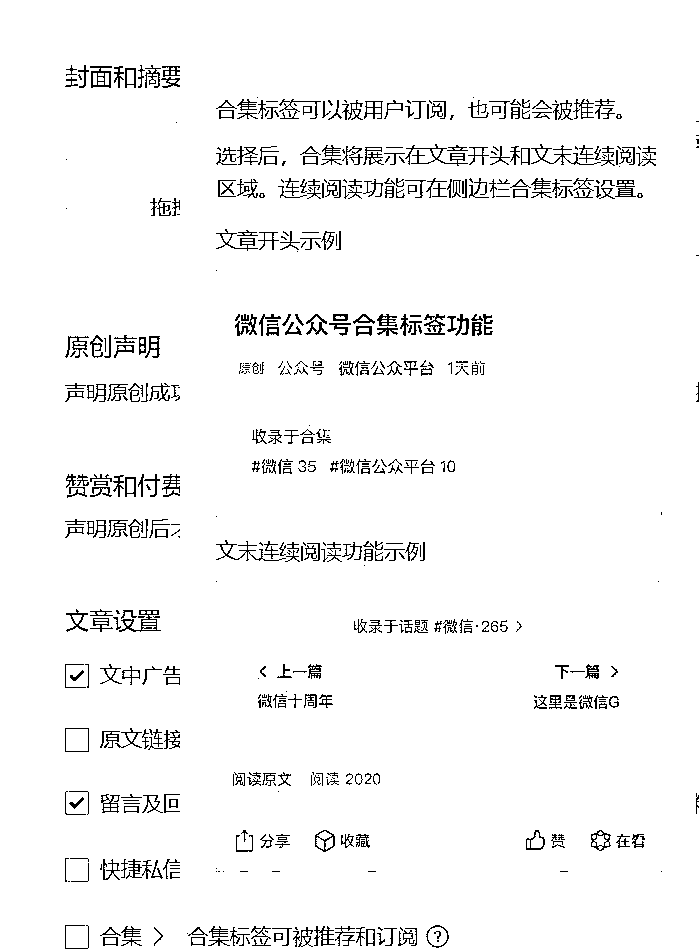 封面和摘要
合集标签可以被用户订阅，也可能会被推荐。
选择后，合集将展示在文章开头和文末连续阅读
区域。连续阅读功能可在侧边栏合集标签设置。
文章开头示例
微信公众号合集标签功能
原创 公众号 微信公众平台 1天前
收录于合集
#微信 35 #微信公众平台 10
文末连续阅读功能示例
收录于话题 #微信·265 >
< 上一篇 下一篇 >
微信十周年 这里是微信G
阅读原文 阅读 2020
分享 收藏 赞 在看
原创声明
声明原创成
赞赏和付费
声明原创后
文章设置
文中广告
原文链接
留言及回
快捷私信
合集 > 合集标签可被推荐和订阅 ?